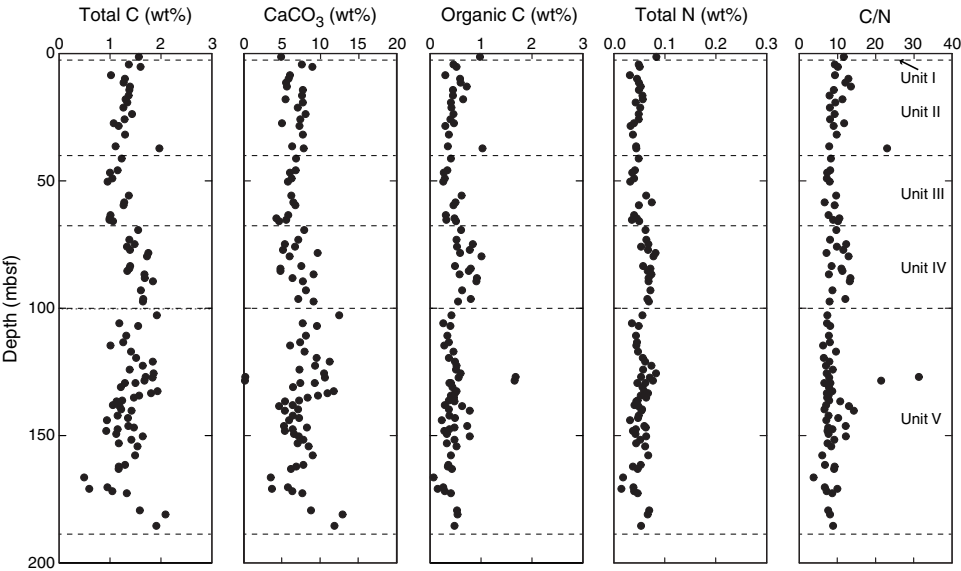 Total C (wt%) CaCO3 (wt%) Organic C (wt%) Total N (wt%) C/N
0 1 2 3 0 5 10 15 20 0 1 2 3 0.0 0.1 0.2 0.3 0 10 20 30 40
0
Unit I
Unit II
50
Unit III
Unit IV
100
Depth (mbsf)
Unit V
150
200